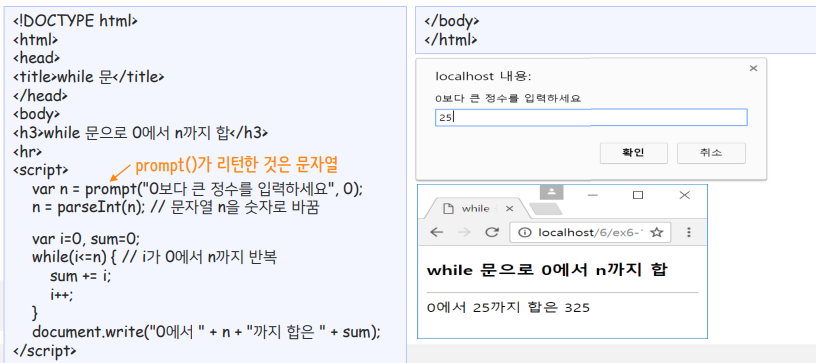 <!DOCTYPE html>
<html>
<head>
<title>while 문</title>
</head>
<body>
<h3>while 문으로 0에서 n까지 합</h3>
<hr>
<script>
prompt()가 리턴한 것은 문자열
var n = prompt("0보다 큰 정수를 입력하세요", 0);
n = parseInt(n); // 문자열 n을 숫자로 바꿈
var i=0, sum=0;
while(i<=n) { // i가 0에서 n까지 반복
sum += i;
i++;
}
document.write("0에서 " + n + "까지 합은 " + sum);
</script>
</body>
</html>
localhost 내용:
0보다 큰 정수를 입력하세요
25
확인 취소
while
localhost/6/ex6-
while 문으로 0에서 n까지 합
0에서 25까지 합은 325